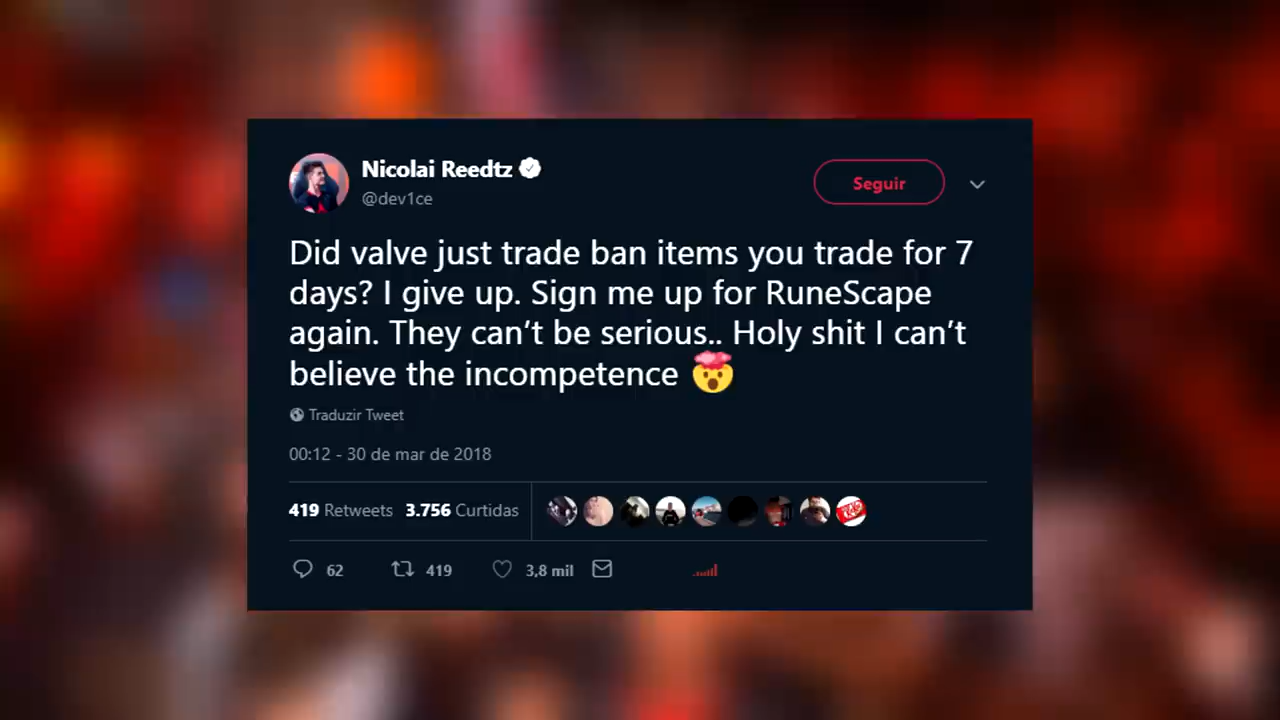 Nicolai Reedtz
@dev1ce
Seguir
Did valve just trade ban items you trade for 7
days? I give up. Sign me up for RuneScape
again. They can’t be serious.. Holy shit I can’t
believe the incompetence 🤯
Traduzir Tweet
00:12 - 30 de mar de 2018
419 Retweets 3.756 Curtidas
62 419 3,8 mil